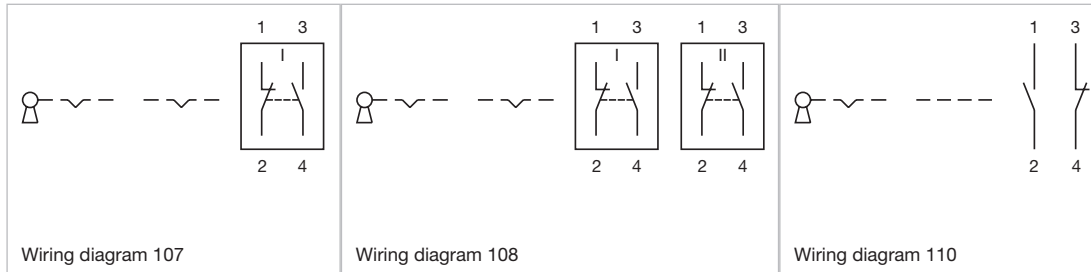 1 3
I
2 4
Wiring diagram 107
1 3 1 3
I II
2 4 2 4
Wiring diagram 108
1 3
2 4
Wiring diagram 110